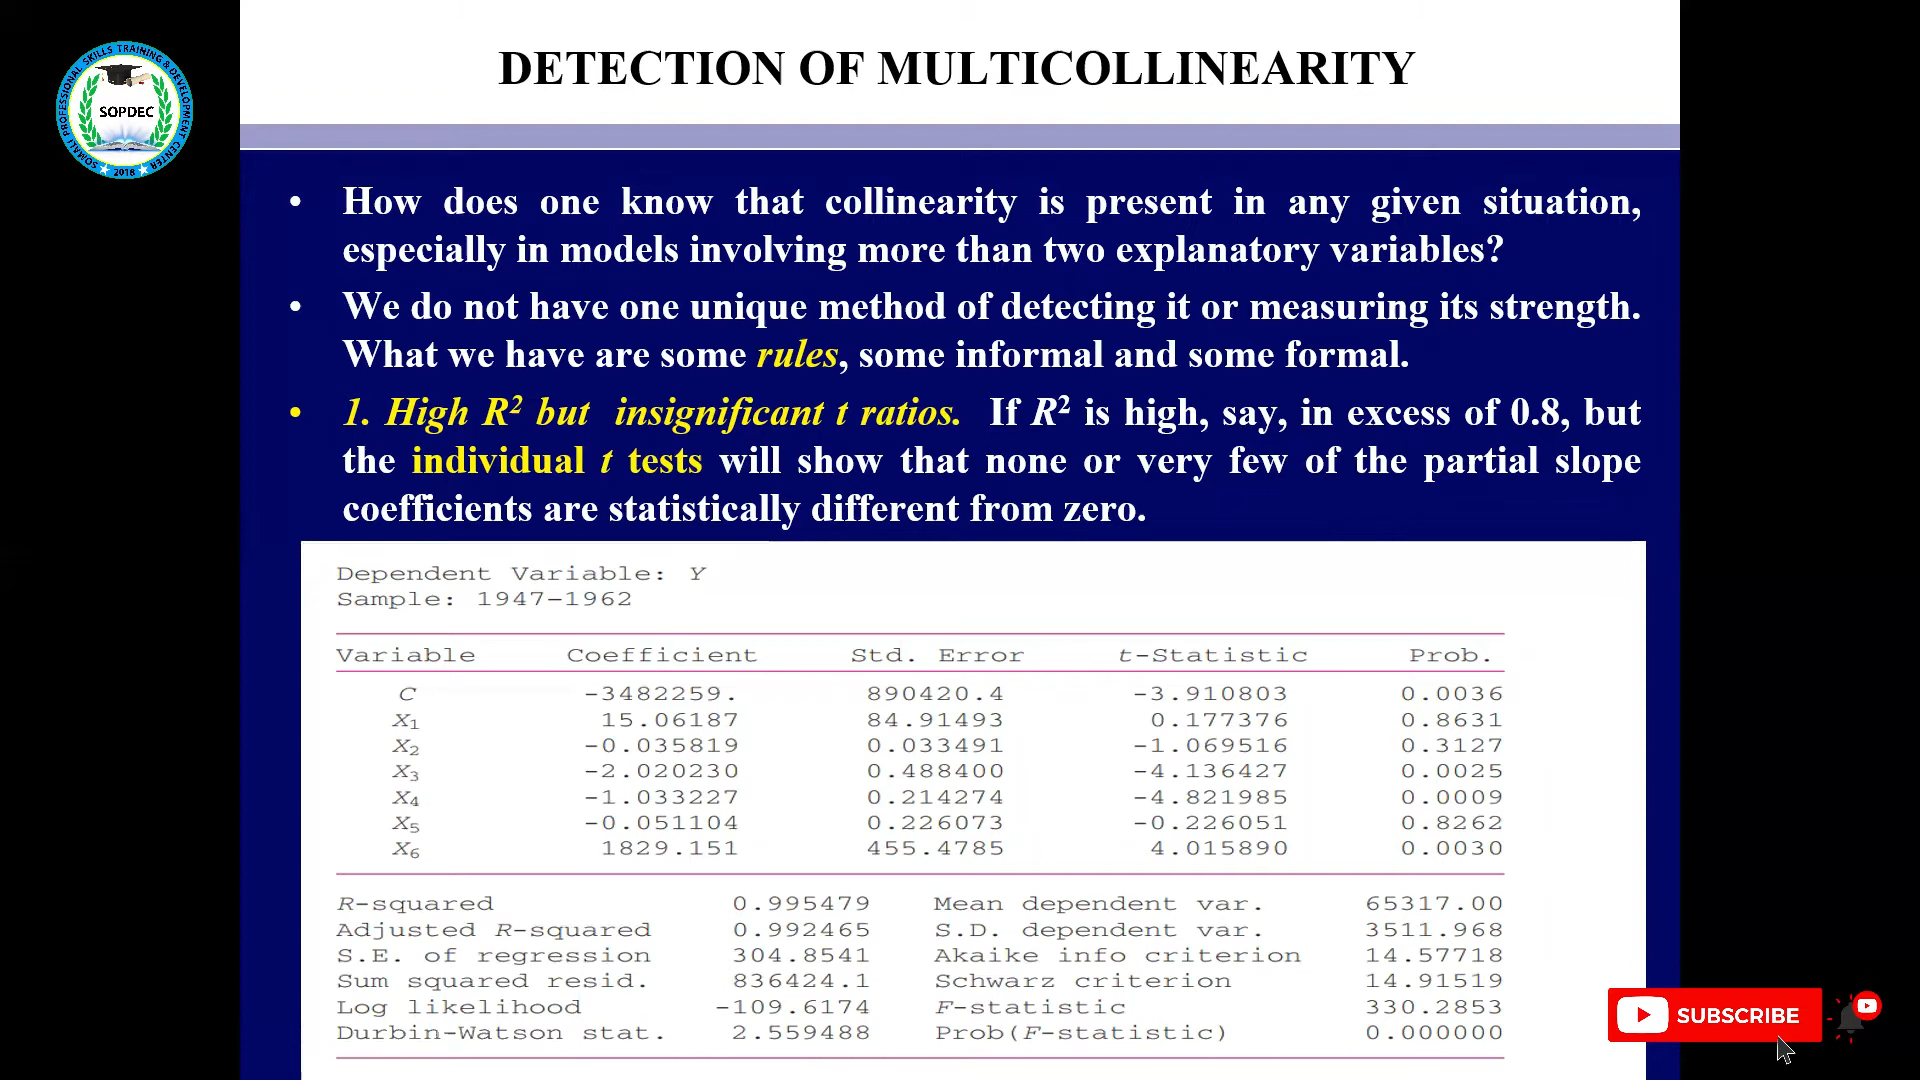 DETECTION OF MULTICOLLINEARITY
SOMALI PROFESSIONAL SKILLS TRAINING & DEVELOPMENT CENTER
SOPDEC
2018
• How does one know that collinearity is present in any given situation,
especially in models involving more than two explanatory variables?
• We do not have one unique method of detecting it or measuring its strength.
What we have are some rules, some informal and some formal.
• 1. High R² but insignificant t ratios. If R² is high, say, in excess of 0.8, but
the individual t tests will show that none or very few of the partial slope
coefficients are statistically different from zero.
Dependent Variable: Y
Sample: 1947–1962
Variable Coefficient Std. Error t-Statistic Prob.
C -3482259. 890420.4 -3.910803 0.0036
X₁ 15.06187 84.91493 0.177376 0.8631
X₂ -0.035819 0.033491 -1.069516 0.3127
X₃ -2.020230 0.488400 -4.136427 0.0025
X₄ -1.033227 0.214274 -4.821985 0.0009
X₅ -0.051104 0.226073 -0.226051 0.8262
X₆ 1829.151 455.4785 4.015890 0.0030
R-squared 0.995479 Mean dependent var. 65317.00
Adjusted R-squared 0.992465 S.D. dependent var. 3511.968
S.E. of regression 304.8541 Akaike info criterion 14.57718
Sum squared resid. 836424.1 Schwarz criterion 14.91519
Log likelihood -109.6174 F-statistic 330.2853
Durbin-Watson stat. 2.559488 Prob(F-statistic) 0.000000
SUBSCRIBE